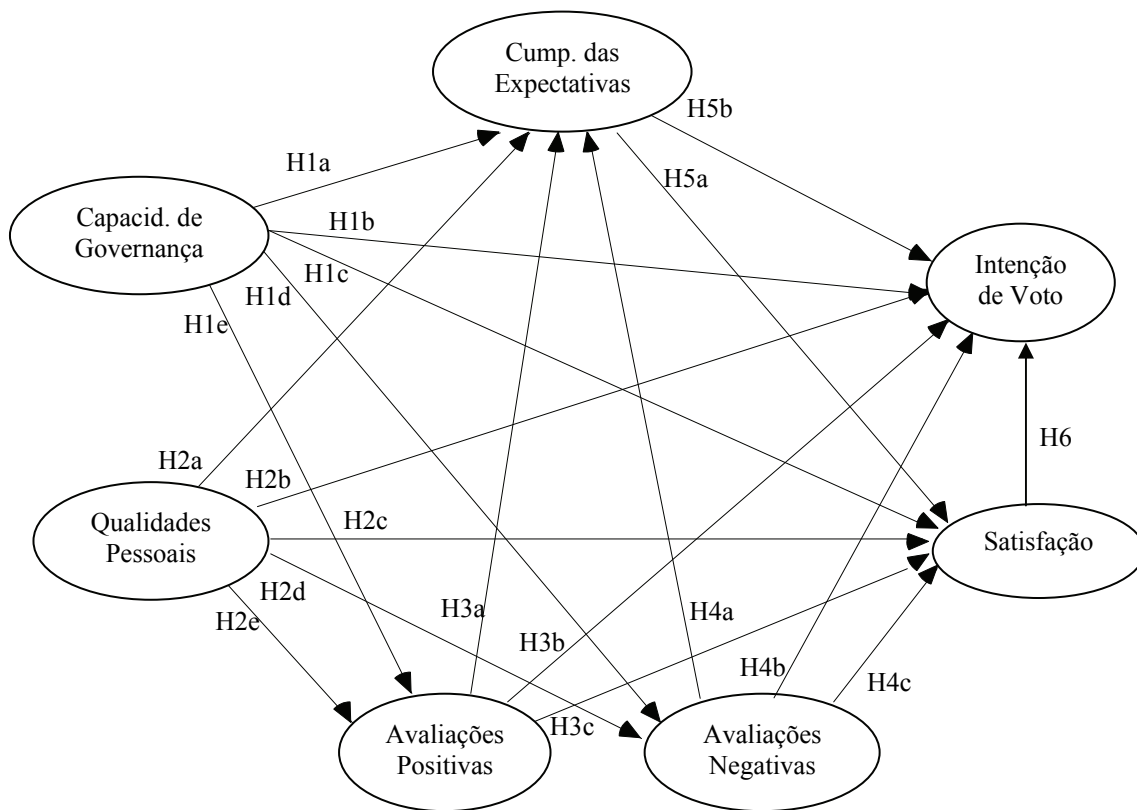 Cump. das
Expectativas
H5b
H1a
H5a
Capacid. de
Governança
H1b
H1c
H1d
H1e
Intenção
de Voto
H2a
H2b
H6
Qualidades
Pessoais
H2c
Satisfação
H2d
H2e
H3a
H4a
H3b
H4b
H4c
H3c
Avaliações
Positivas
Avaliações
Negativas